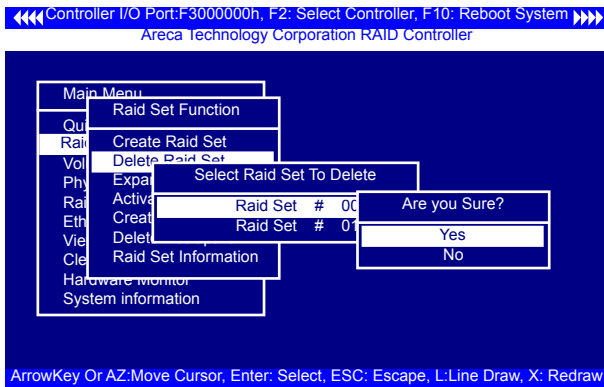 Controller I/O Port:F3000000h, F2: Select Controller, F10: Reboot System
Areca Technology Corporation RAID Controller
Main Menu
Raid Set Function
Create Raid Set
Delete Raid Set
Select Raid Set To Delete
Raid Set # 00
Raid Set # 01
Are you Sure?
Yes
No
Raid Set Information
Hardware Monitor
System information
ArrowKey Or AZ:Move Cursor, Enter: Select, ESC: Escape, L:Line Draw, X: Redraw